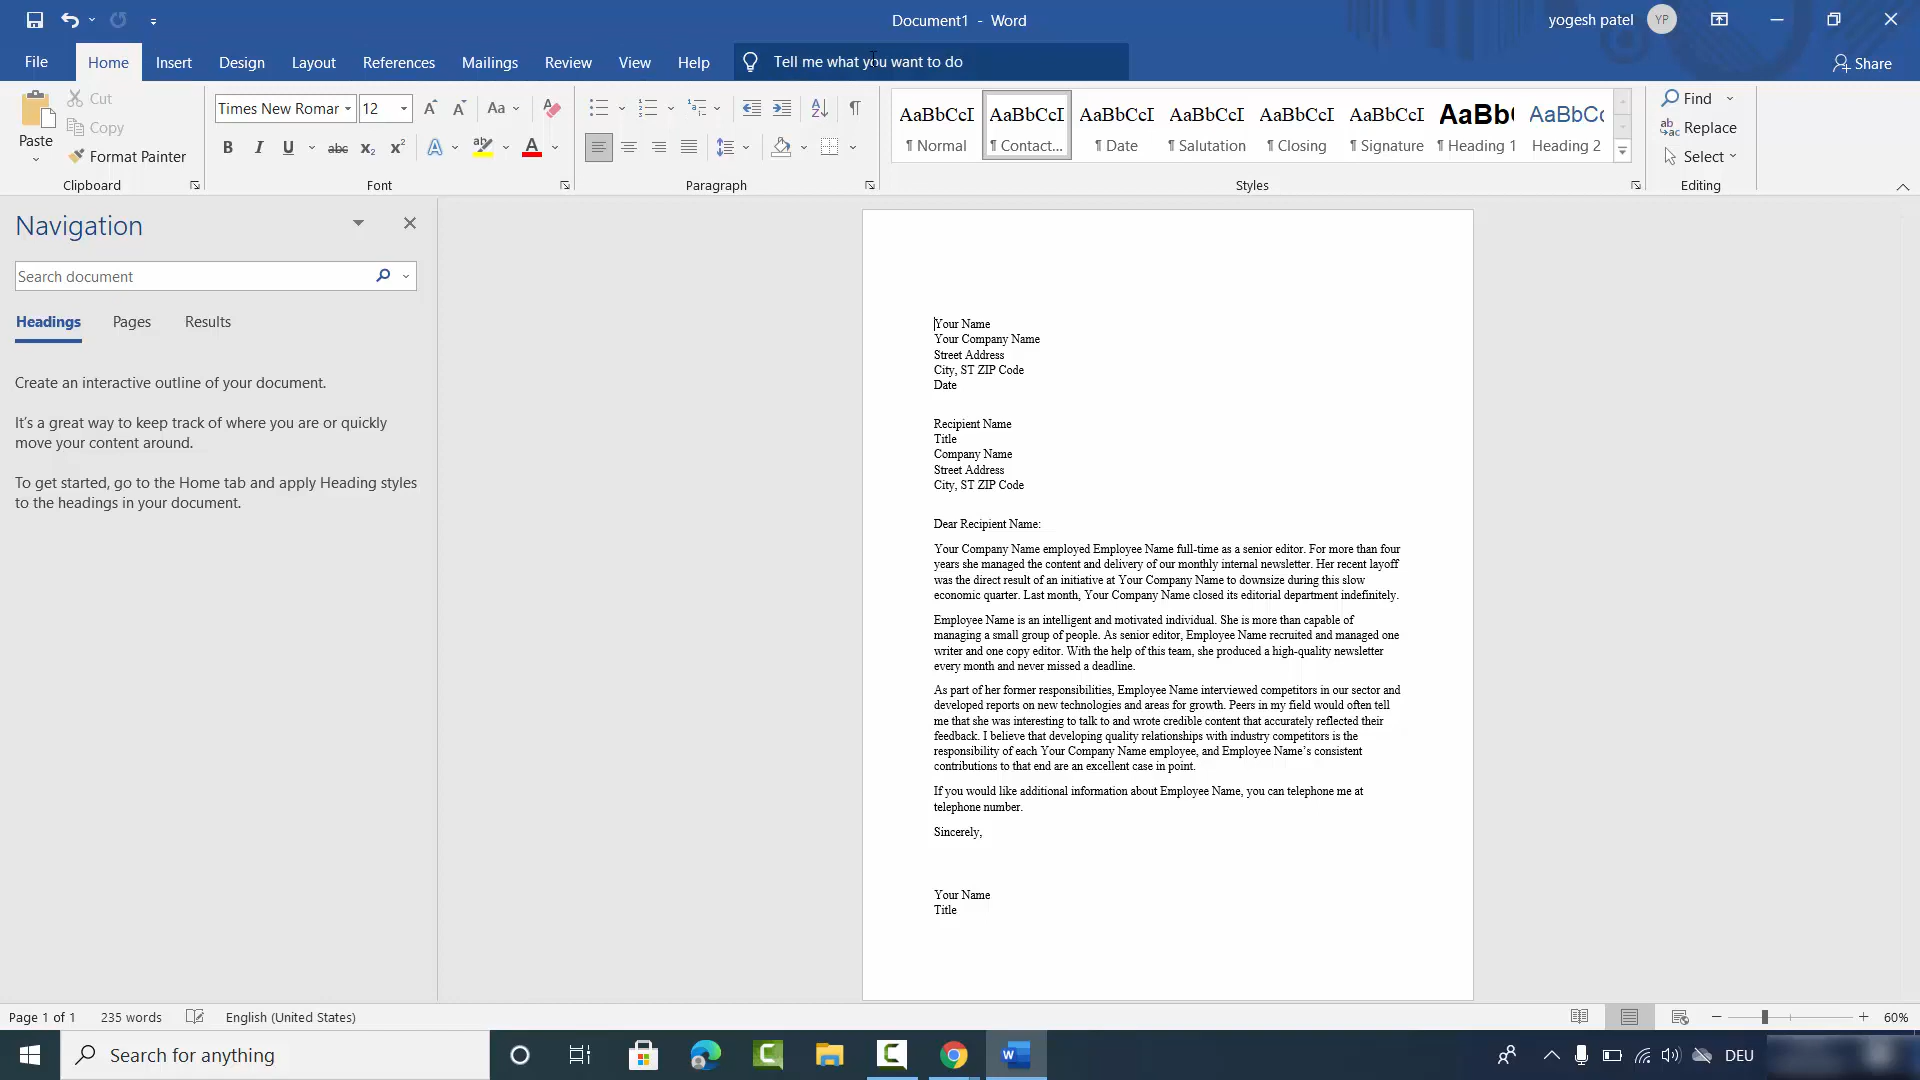 Document1 - Word
yogesh patel
YP
File
Home
Insert
Design
Layout
References
Mailings
Review
View
Help
Tell me what you want to do
Share
Paste
Cut
Copy
Format Painter
Clipboard
Times New Romar
12
Aa
B I U abc x₂ x² A ab A
Font
Paragraph
AaBbCcI
¶ Normal
AaBbCcI
¶ Contact...
AaBbCcI
¶ Date
AaBbCcI
¶ Salutation
AaBbCcI
¶ Closing
AaBbCcI
¶ Signature
AaBb(
¶ Heading 1
AaBbCc
Heading 2
Styles
Find
Replace
Select
Editing
Navigation
Search document
Headings
Pages
Results
Create an interactive outline of your document.
It's a great way to keep track of where you are or quickly
move your content around.
To get started, go to the Home tab and apply Heading styles
to the headings in your document.
Your Name
Your Company Name
Street Address
City, ST ZIP Code
Date
Recipient Name
Title
Company Name
Street Address
City, ST ZIP Code
Dear Recipient Name:
Your Company Name employed Employee Name full-time as a senior editor. For more than four
years she managed the content and delivery of our monthly internal newsletter. Her recent layoff
was the direct result of an initiative at Your Company Name to downsize during this slow
economic quarter. Last month, Your Company Name closed its editorial department indefinitely.
Employee Name is an intelligent and motivated individual. She is more than capable of
managing a small group of people. As senior editor, Employee Name recruited and managed one
writer and one copy editor. With the help of this team, she produced a high-quality newsletter
every month and never missed a deadline.
As part of her former responsibilities, Employee Name interviewed competitors in our sector and
developed reports on new technologies and areas for growth. Peers in my field would often tell
me that she was interesting to talk to and wrote credible content that accurately reflected their
feedback. I believe that developing quality relationships with industry competitors is the
responsibility of each Your Company Name employee, and Employee Name's consistent
contributions to that end are an excellent case in point.
If you would like additional information about Employee Name, you can telephone me at
telephone number.
Sincerely,
Your Name
Title
Page 1 of 1
235 words
English (United States)
60%
Search for anything
DEU